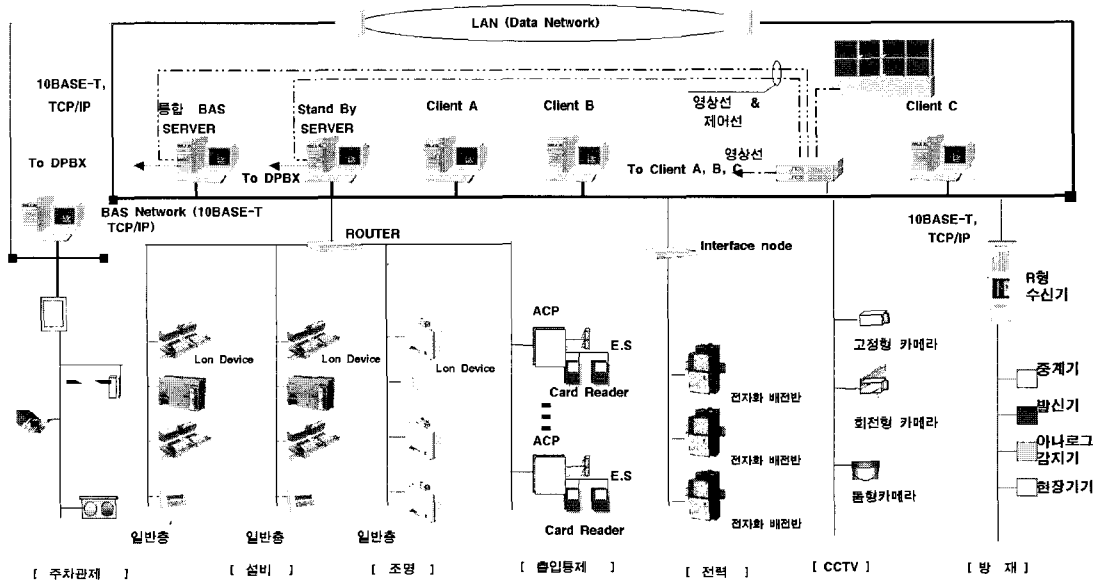 LAN (Data Network)
10BASE-T,
TCP/IP
통합 BAS
SERVER
Stand By
SERVER
Client A
Client B
영상선 &
제어선
Client C
To DPBX
To DPBX
영상선
To Client A, B, C
BAS Network (10BASE-T
TCP/IP)
10BASE-T,
TCP/IP
ROUTER
Interface node
R형
수신기
ACP
E.S
Card Reader
Lon Device
Lon Device
Lon Device
고정형 카메라
전자화 배전반
중계기
발신기
회전형 카메라
ACP
전자화 배전반
아나로그
감지기
E.S
Card Reader
현장기기
돔형카메라
전자화 배전반
일반층
일반층
일반층
[ 주차관제 ]
[ 설비 ]
[ 조명 ]
[ 출입통제 ]
[ 전력 ]
[ CCTV ]
[ 방 재 ]